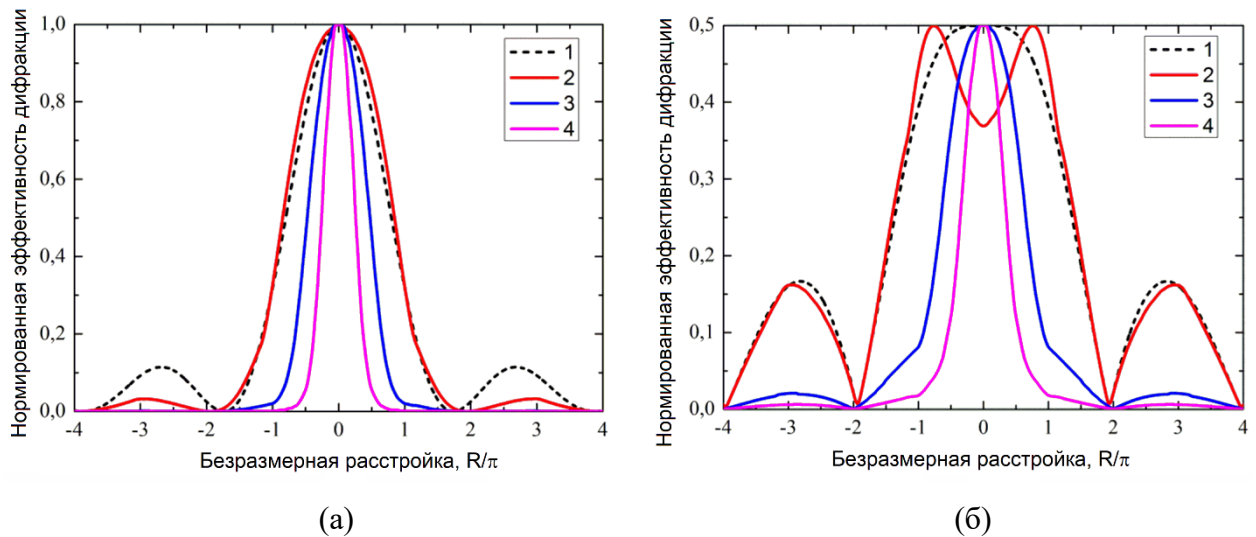 Нормированная эффективность дифракции
1,0
0,8
0,6
0,4
0,2
0,0
1
2
3
4
-4 -3 -2 -1 0 1 2 3 4
Безразмерная расстройка, R/π
(а)
Нормированная эффективность дифракции
0,5
0,4
0,3
0,2
0,1
0,0
1
2
3
4
-4 -3 -2 -1 0 1 2 3 4
Безразмерная расстройка, R/π
(б)